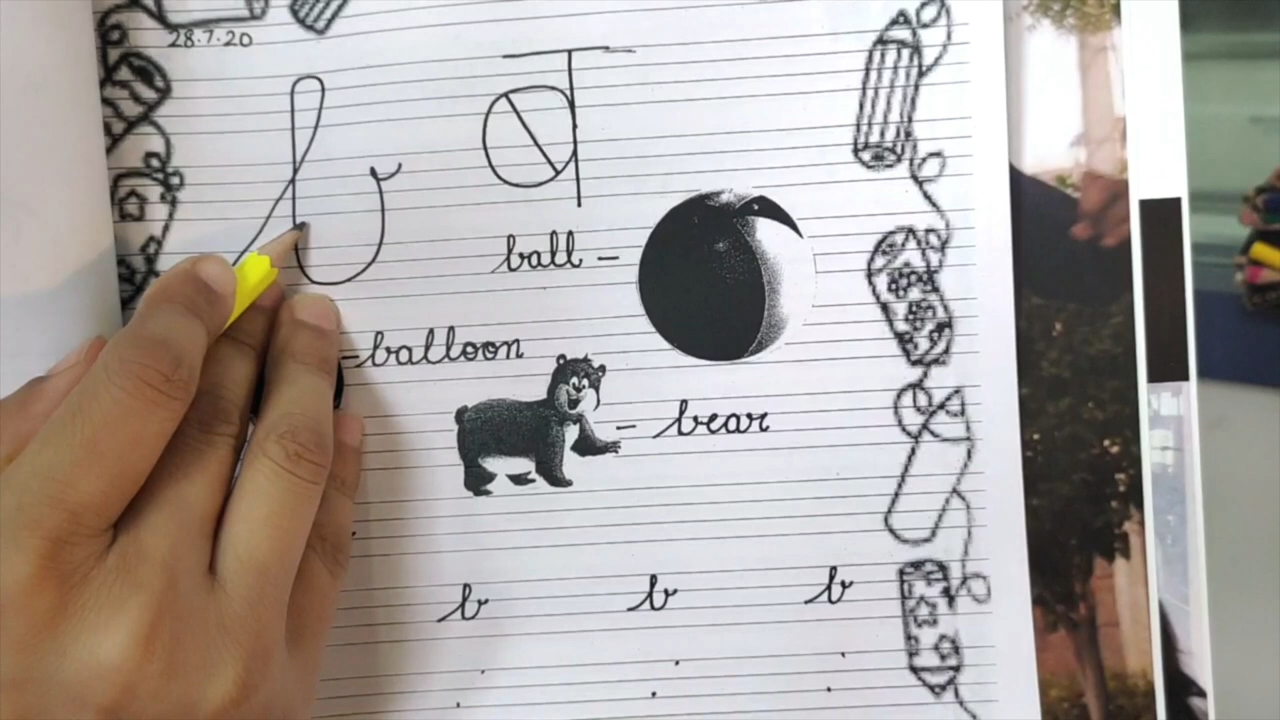 28.7.20
b ब
ball -
- balloon
- bear
b b b